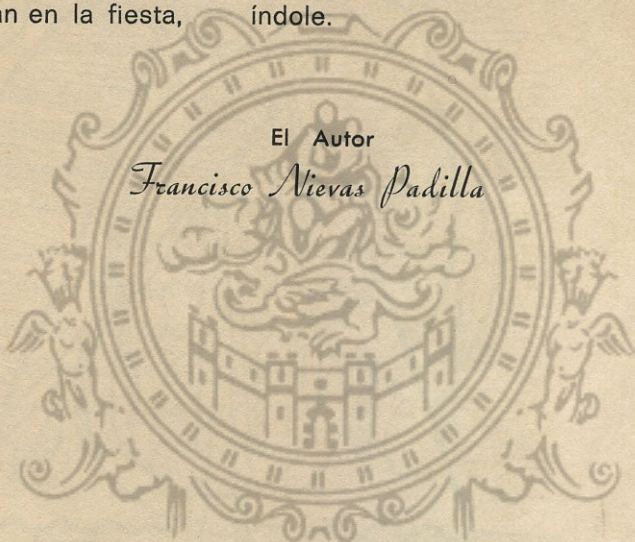 an en la fiesta, índole.
El Autor
Francisco Nievas Padilla